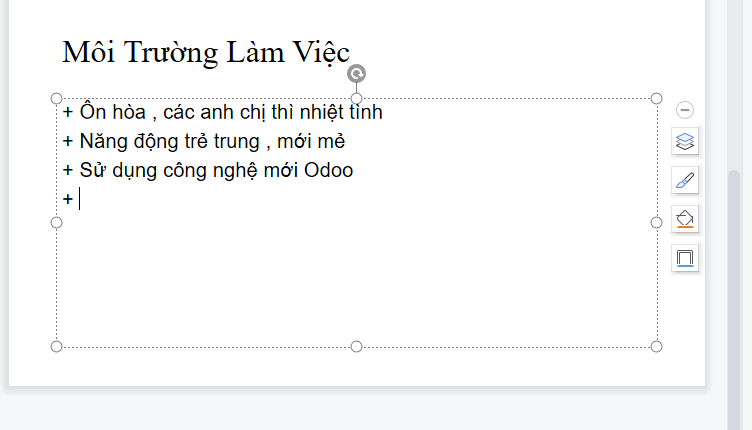 Môi Trường Làm Việc
+ Ôn hòa , các anh chị thì nhiệt tình
+ Năng động trẻ trung , mới mẻ
+ Sử dụng công nghệ mới Odoo
+